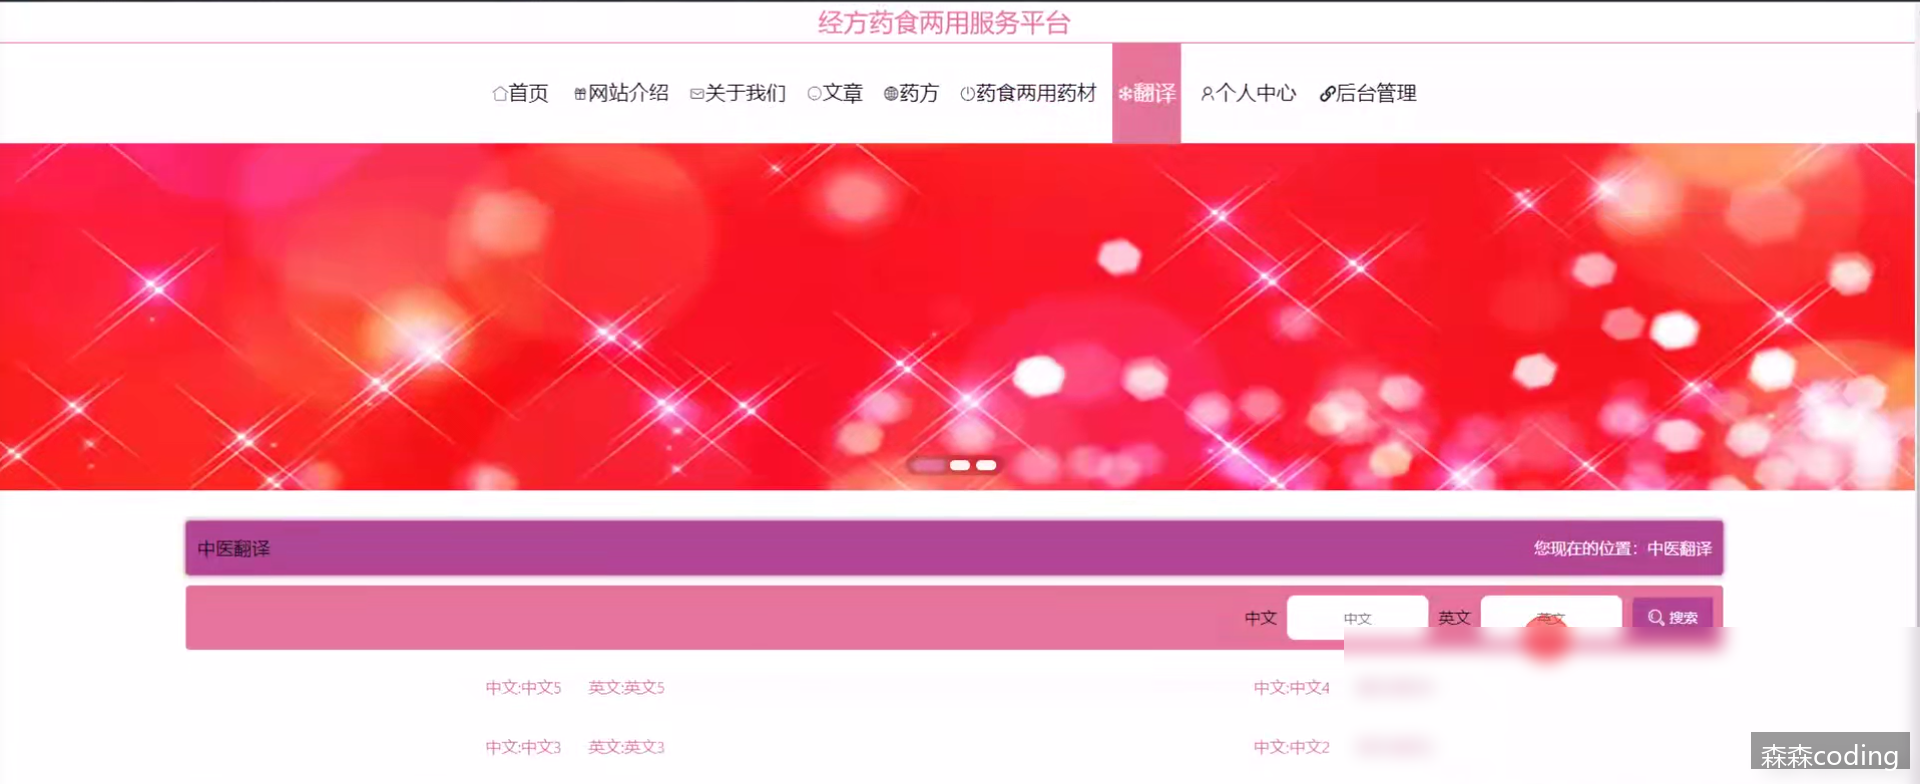 经方药食两用服务平台
首页 网站介绍 关于我们 文章 药方 药食两用药材 翻译 个人中心 后台管理
中医翻译 您现在的位置：中医翻译
中文 中文 英文 英文 搜索
中文:中文5 英文:英文5 中文:中文4
中文:中文3 英文:英文3 中文:中文2
森森coding